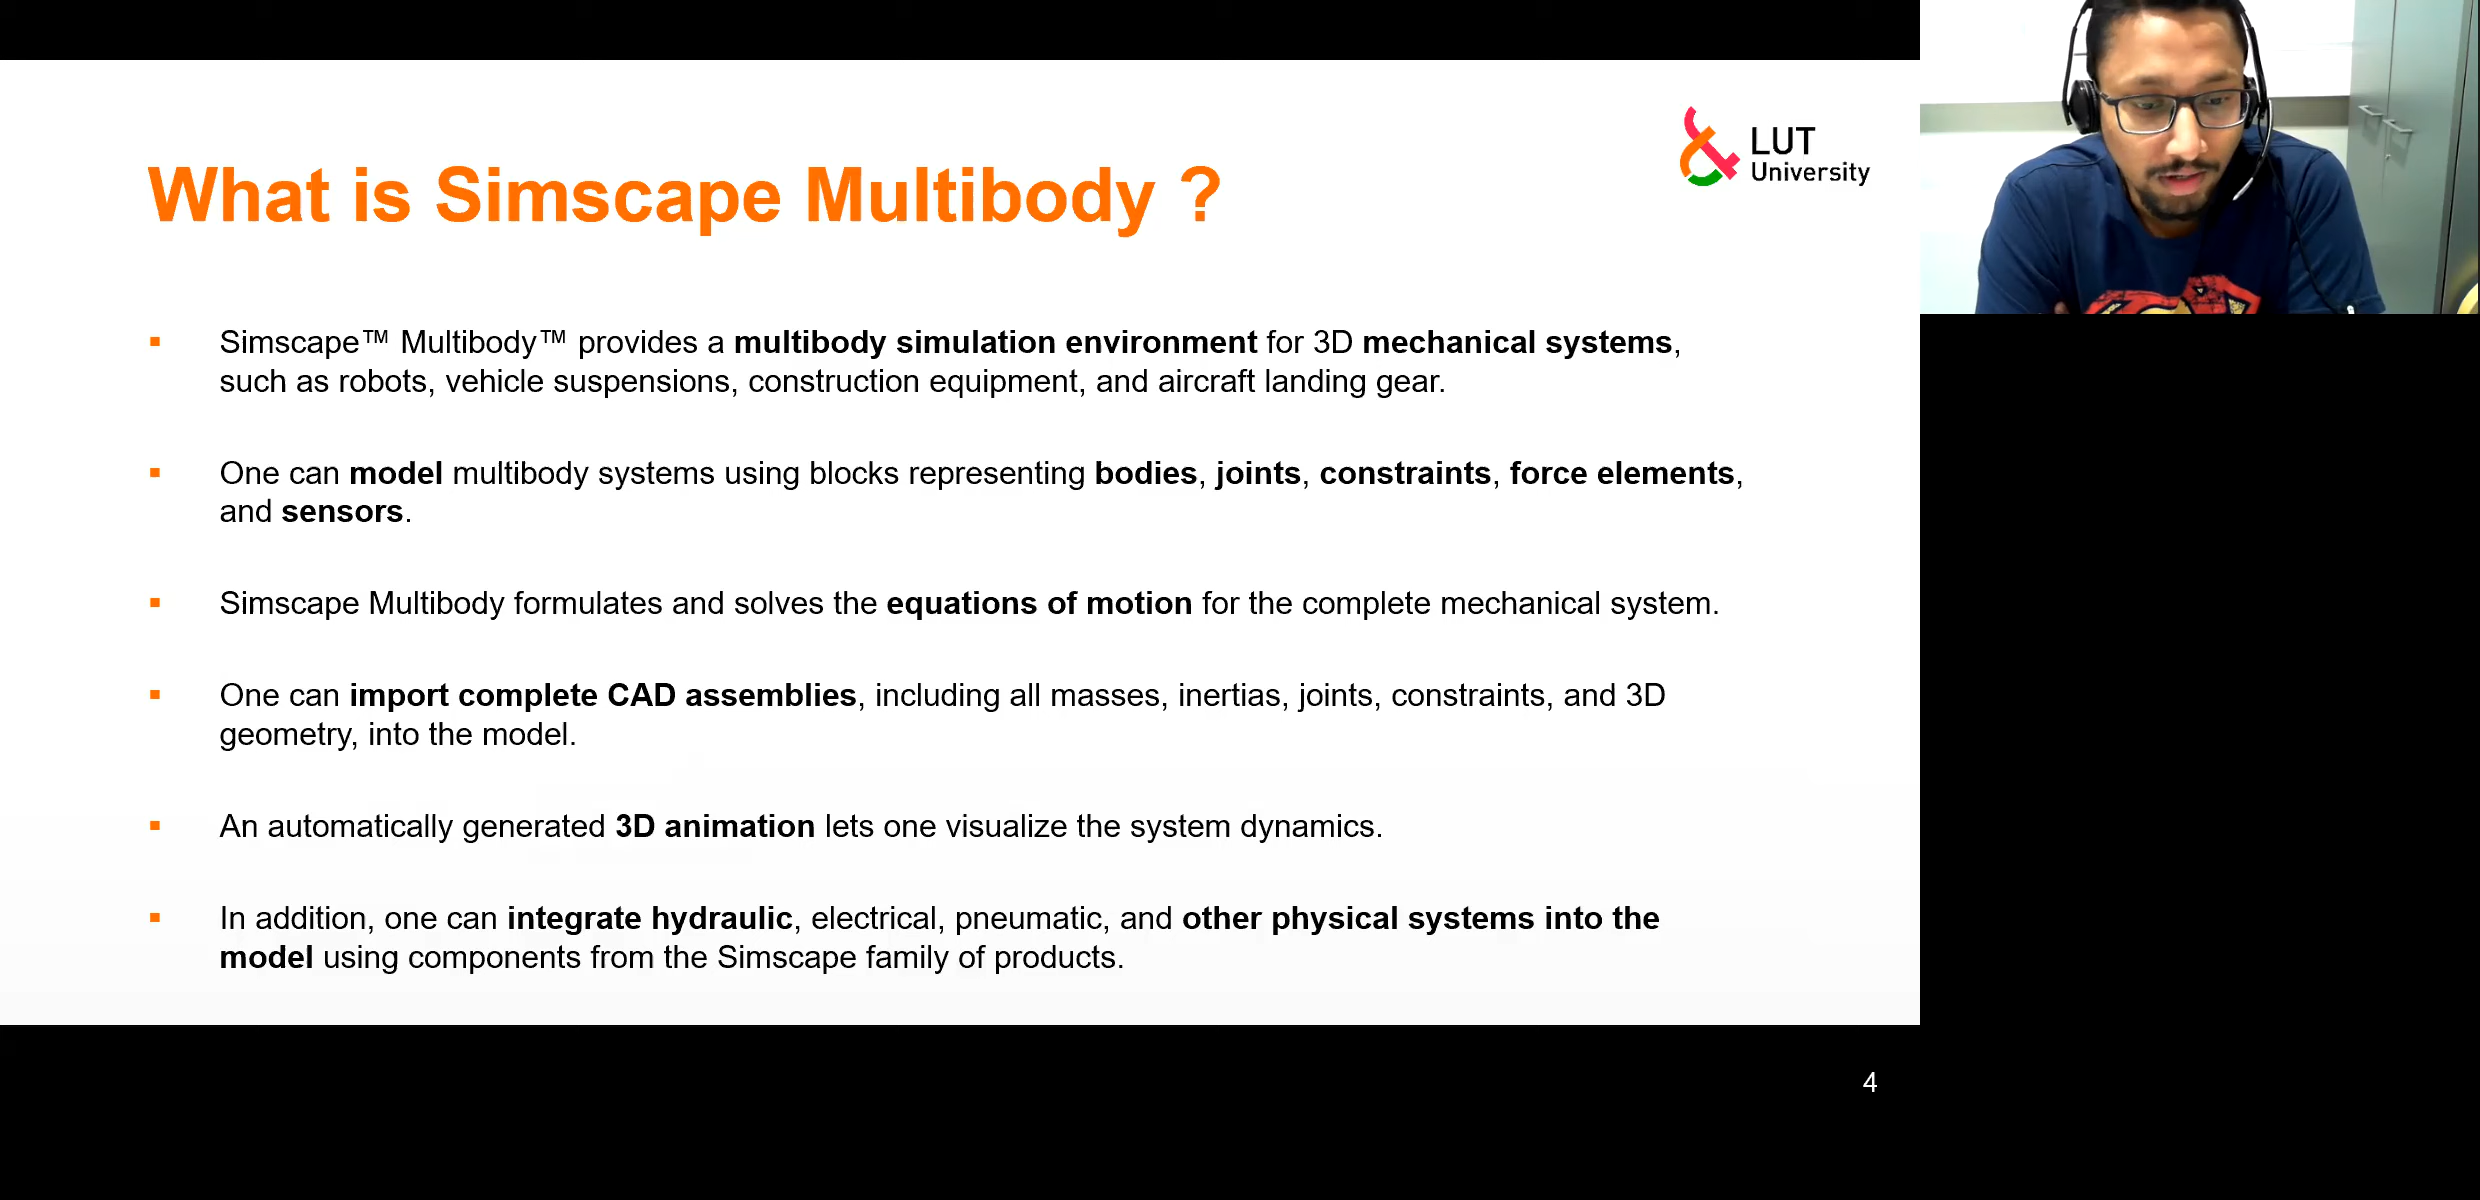 What is Simscape Multibody ?
LUT
University
▪ Simscape™ Multibody™ provides a multibody simulation environment for 3D mechanical systems,
such as robots, vehicle suspensions, construction equipment, and aircraft landing gear.
▪ One can model multibody systems using blocks representing bodies, joints, constraints, force elements,
and sensors.
▪ Simscape Multibody formulates and solves the equations of motion for the complete mechanical system.
▪ One can import complete CAD assemblies, including all masses, inertias, joints, constraints, and 3D
geometry, into the model.
▪ An automatically generated 3D animation lets one visualize the system dynamics.
▪ In addition, one can integrate hydraulic, electrical, pneumatic, and other physical systems into the
model using components from the Simscape family of products.
4